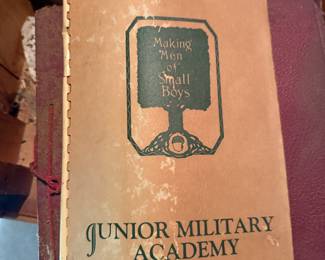 Making
Men
of
Small
Boys
JUNIOR MILITARY
ACADEMY